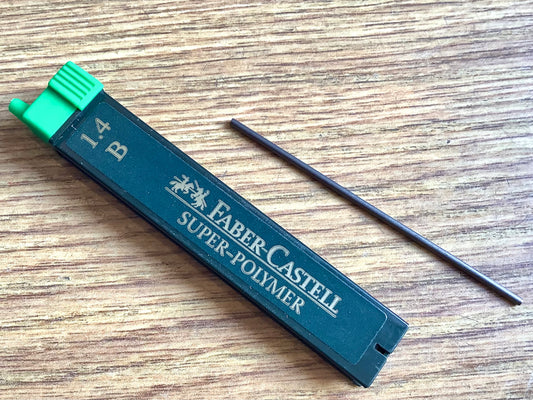 1.4
B
FABER-CASTELL
SUPER-POLYMER